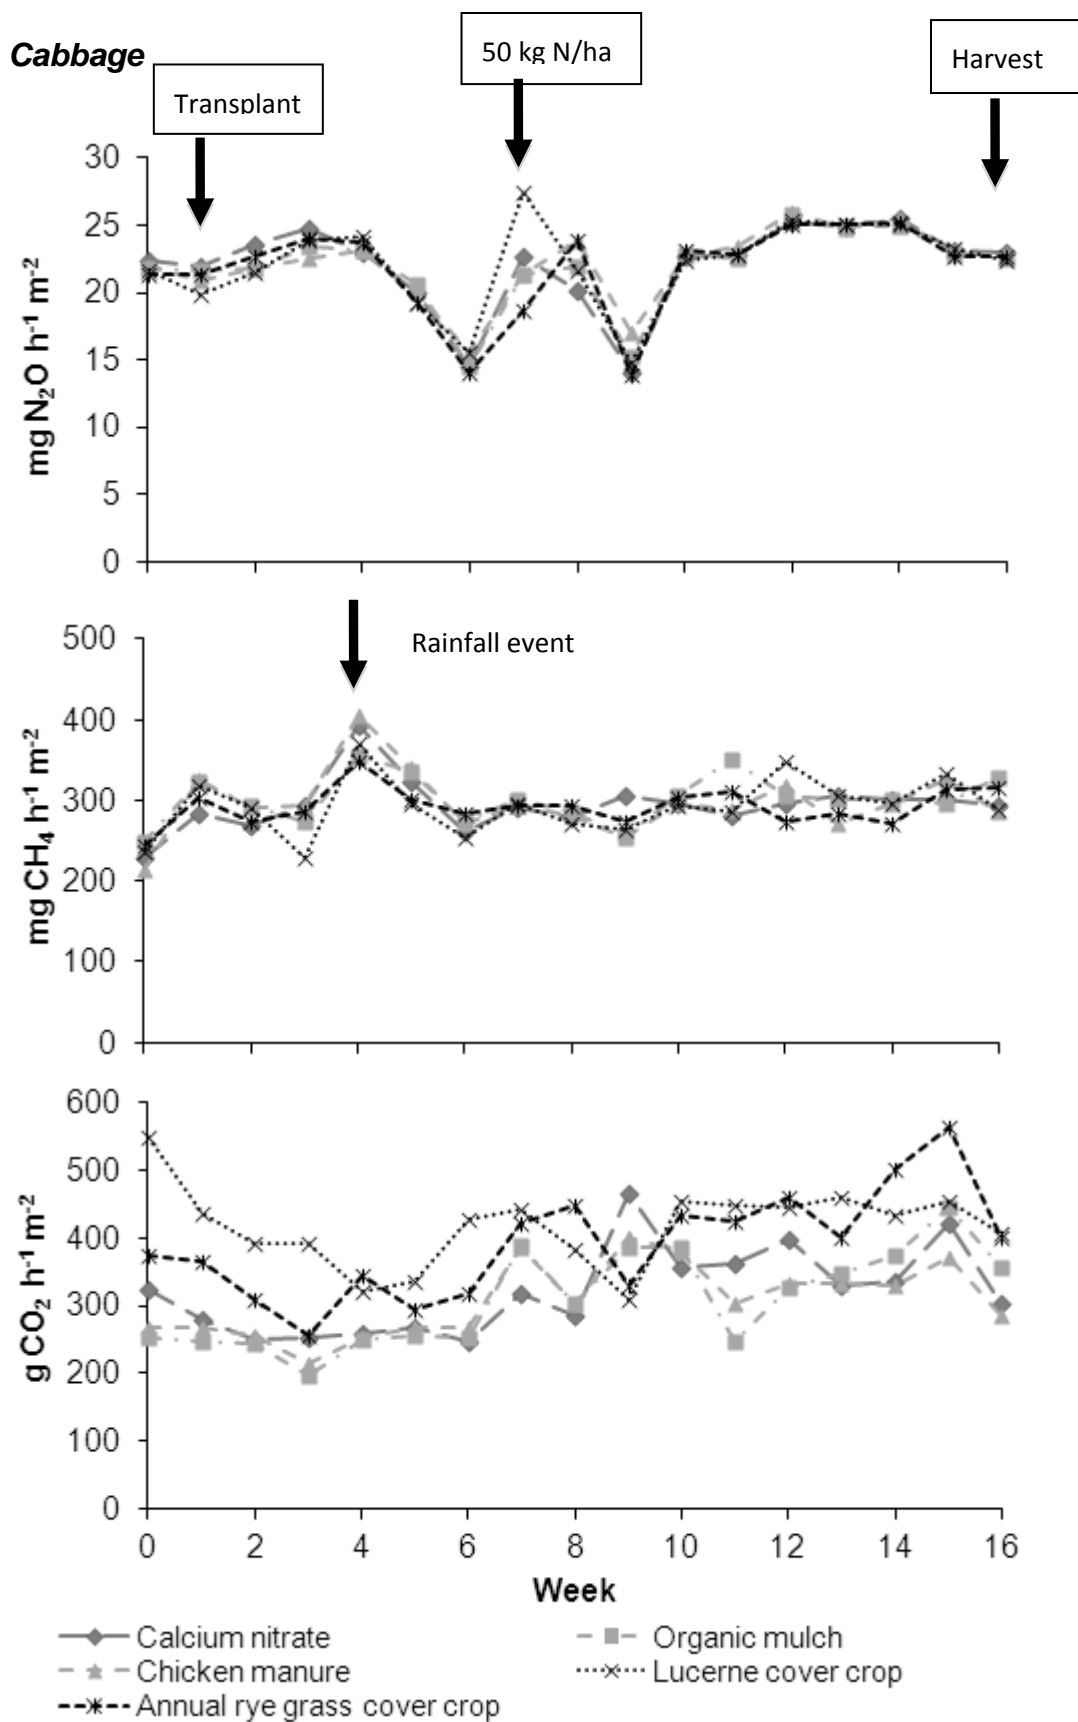 Cabbage
50 kg N/ha
Harvest
Transplant
30
25
20
15
10
5
0
mg N₂O h⁻¹ m⁻²
Rainfall event
500
400
300
200
100
0
mg CH₄ h⁻¹ m⁻²
600
500
400
300
200
100
0
g CO₂ h⁻¹ m⁻²
0 2 4 6 8 10 12 14 16
Week
Calcium nitrate Organic mulch
Chicken manure Lucerne cover crop
Annual rye grass cover crop